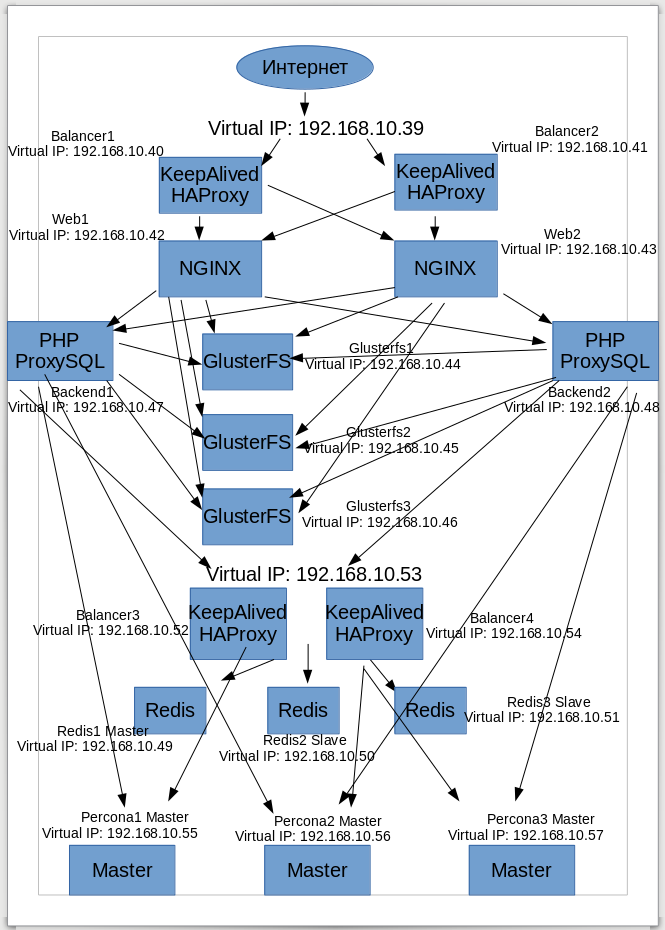 Интернет
Virtual IP: 192.168.10.39
Balancer1
Virtual IP: 192.168.10.40
Balancer2
Virtual IP: 192.168.10.41
KeepAlived
HAProxy
KeepAlived
HAProxy
Web1
Virtual IP: 192.168.10.42
Web2
Virtual IP: 192.168.10.43
NGINX
NGINX
PHP
ProxySQL
PHP
ProxySQL
GlusterFS
Glusterfs1
Virtual IP: 192.168.10.44
Backend1
Virtual IP: 192.168.10.47
Backend2
Virtual IP: 192.168.10.48
GlusterFS
Glusterfs2
Virtual IP: 192.168.10.45
GlusterFS
Glusterfs3
Virtual IP: 192.168.10.46
Virtual IP: 192.168.10.53
Balancer3
Virtual IP: 192.168.10.52
KeepAlived
HAProxy
KeepAlived
HAProxy
Balancer4
Virtual IP: 192.168.10.54
Redis
Redis
Redis
Redis1 Master
Virtual IP: 192.168.10.49
Redis2 Slave
Virtual IP: 192.168.10.50
Redis3 Slave
Virtual IP: 192.168.10.51
Percona1 Master
Virtual IP: 192.168.10.55
Percona2 Master
Virtual IP: 192.168.10.56
Percona3 Master
Virtual IP: 192.168.10.57
Master
Master
Master